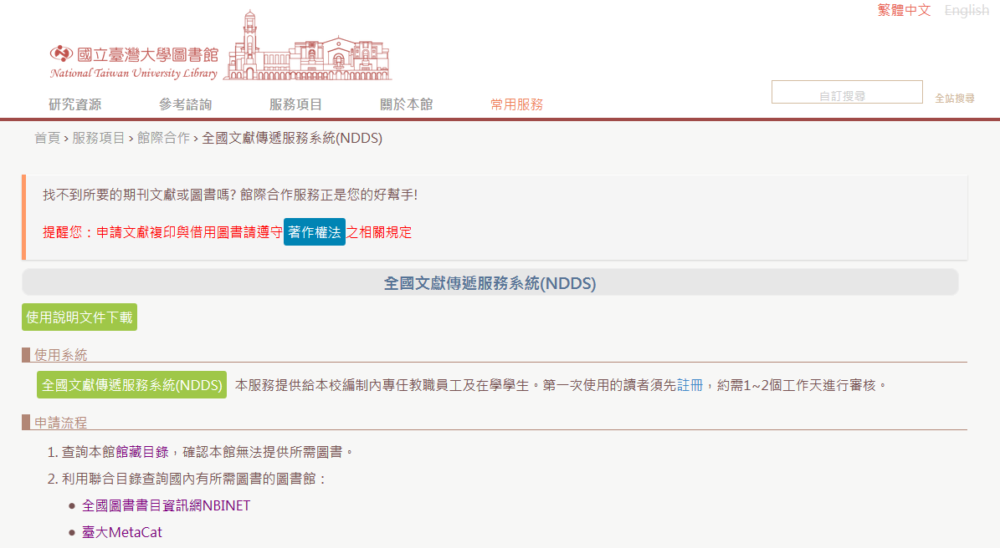 繁體中文 English
國立臺灣大學圖書館
National Taiwan University Library
研究資源 參考諮詢 服務項目 關於本館 常用服務
自訂搜尋 全站搜尋
首頁 › 服務項目 › 館際合作 › 全國文獻傳遞服務系統(NDDS)
找不到所要的期刊文獻或圖書嗎? 館際合作服務正是您的好幫手!
提醒您：申請文獻複印與借用圖書請遵守 著作權法 之相關規定
全國文獻傳遞服務系統(NDDS)
使用說明文件下載
使用系統
全國文獻傳遞服務系統(NDDS) 本服務提供給本校編制內專任教職員工及在學學生。第一次使用的讀者須先註冊，約需1~2個工作天進行審核。
申請流程
1. 查詢本館館藏目錄，確認本館無法提供所需圖書。
2. 利用聯合目錄查詢國內有所需圖書的圖書館：
● 全國圖書書目資訊網NBINET
● 臺大MetaCat